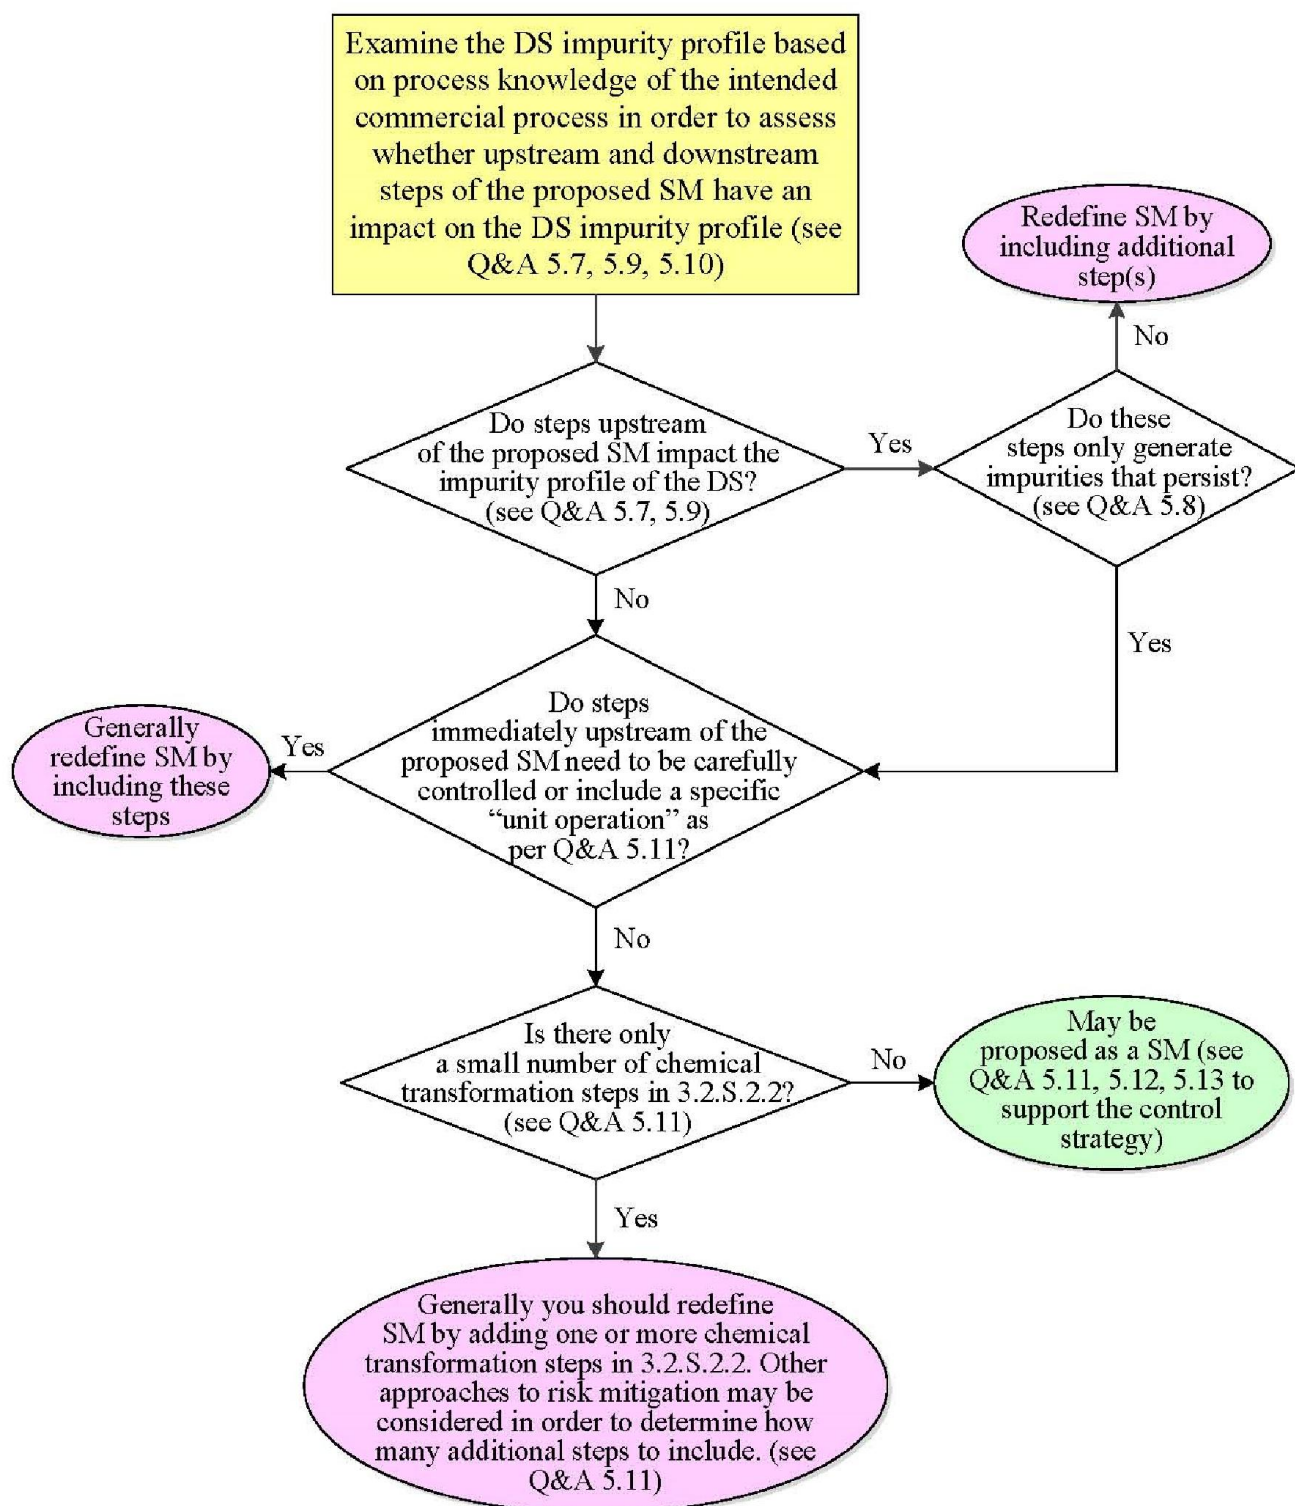 Examine the DS impurity profile based
on process knowledge of the intended
commercial process in order to assess
whether upstream and downstream
steps of the proposed SM have an
impact on the DS impurity profile (see
Q&A 5.7, 5.9, 5.10)
Redefine SM by
including additional
step(s)
No
Do steps upstream
of the proposed SM impact the
impurity profile of the DS?
(see Q&A 5.7, 5.9)
Yes
Do these
steps only generate
impurities that persist?
(see Q&A 5.8)
No
Yes
Do steps
immediately upstream of the
proposed SM need to be carefully
controlled or include a specific
“unit operation” as
per Q&A 5.11?
Yes
Generally
redefine SM by
including these
steps
No
Is there only
a small number of chemical
transformation steps in 3.2.S.2.2?
(see Q&A 5.11)
No
May be
proposed as a SM (see
Q&A 5.11, 5.12, 5.13 to
support the control
strategy)
Yes
Generally you should redefine
SM by adding one or more chemical
transformation steps in 3.2.S.2.2. Other
approaches to risk mitigation may be
considered in order to determine how
many additional steps to include. (see
Q&A 5.11)